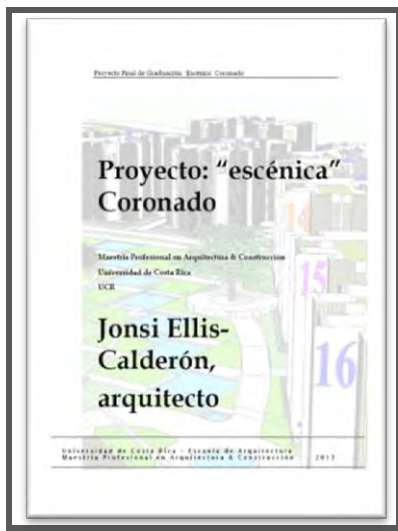 Proyecto Final de Graduación Escénica Coronado
Proyecto: “escénica”
Coronado
Maestría Profesional en Arquitectura & Construcción
Universidad de Costa Rica
UCR
14
15
16
Jonsi Ellis-
Calderón,
arquitecto
Universidad de Costa Rica - Escuela de Arquitectura
Maestría Profesional en Arquitectura & Construcción 2013